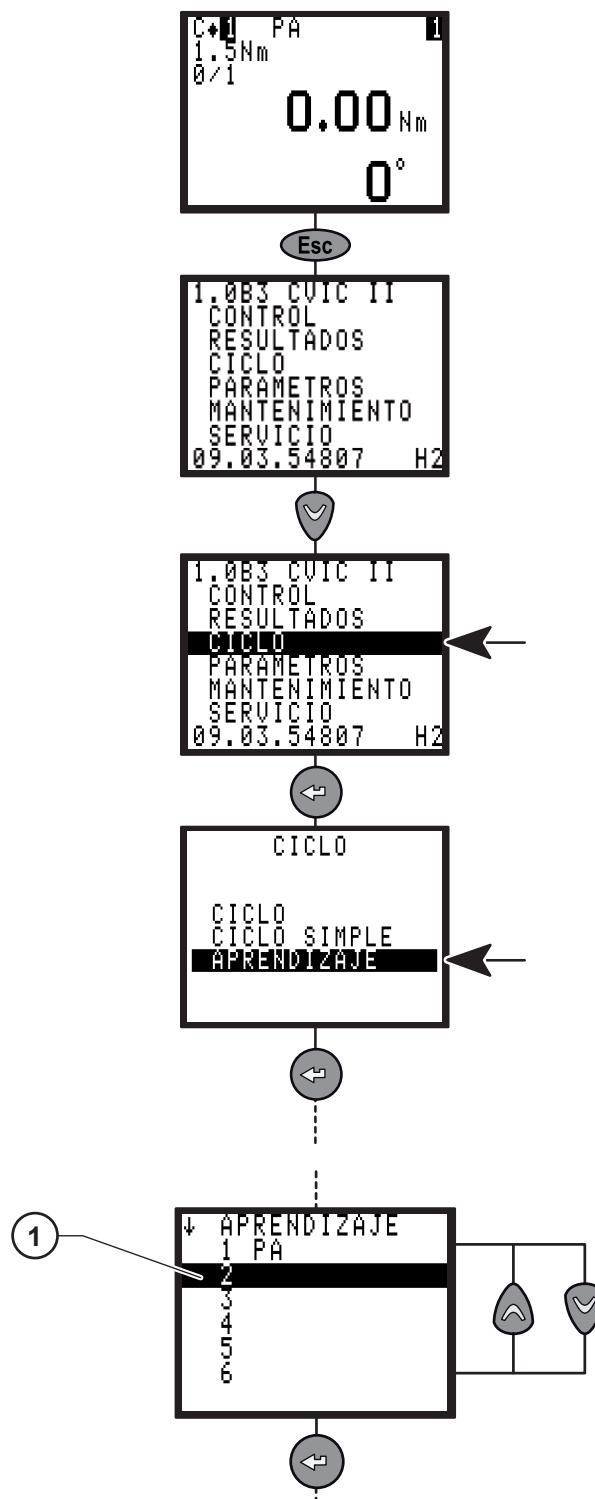 C♦1 PA 1
1.5Nm
0/1
0.00 Nm
0°
Esc
1.0B3 CVIC II
CONTROL
RESULTADOS
CICLO
PARAMETROS
MANTENIMIENTO
SERVICIO
09.03.54807 H2
1.0B3 CVIC II
CONTROL
RESULTADOS
CICLO
PARAMETROS
MANTENIMIENTO
SERVICIO
09.03.54807 H2
CICLO
CICLO
CICLO SIMPLE
APRENDIZAJE
1
↓ APRENDIZAJE
1 PA
2
3
4
5
6